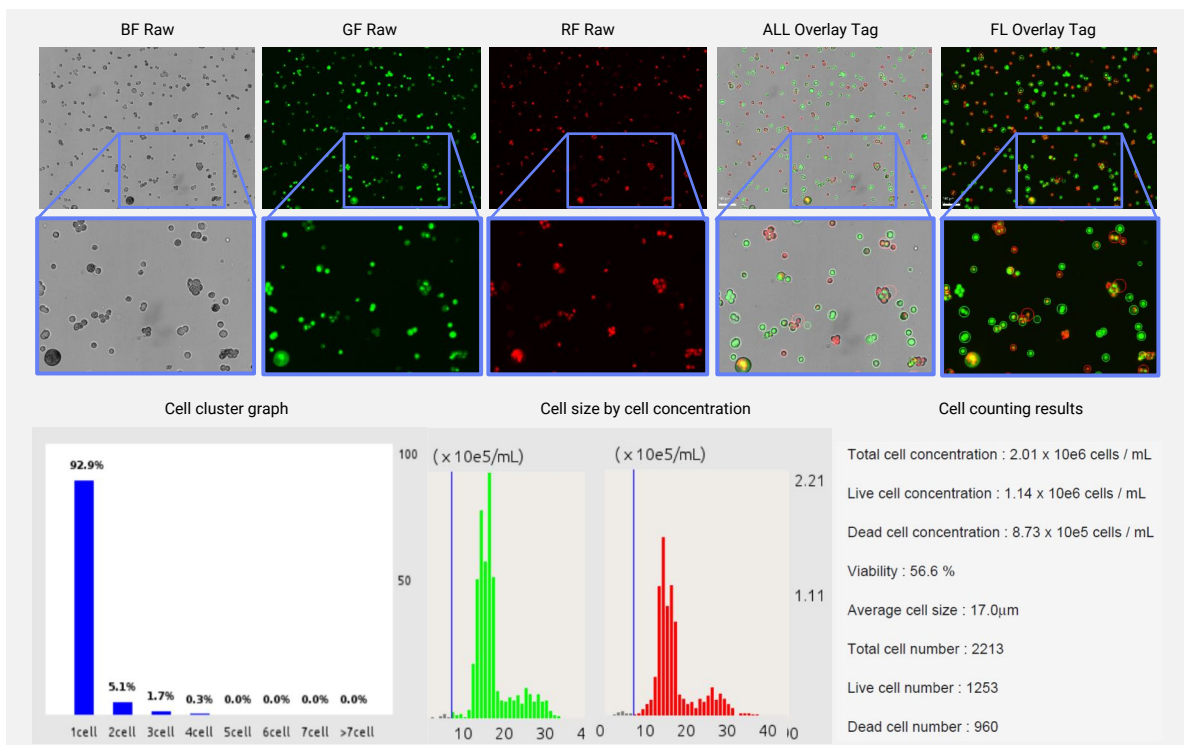 BF Raw
GF Raw
RF Raw
ALL Overlay Tag
FL Overlay Tag
Cell cluster graph
92.9%
5.1%
1.7%
0.3%
0.0%
0.0%
0.0%
0.0%
1cell
2cell
3cell
4cell
5cell
6cell
7cell
>7cell
100
50
Cell size by cell concentration
(x10e5/mL)
10
20
30
4
(x10e5/mL)
0
10
20
30
40
2.21
1.11
Cell counting results
Total cell concentration : 2.01 x 10e6 cells / mL
Live cell concentration : 1.14 x 10e6 cells / mL
Dead cell concentration : 8.73 x 10e5 cells / mL
Viability : 56.6 %
Average cell size : 17.0μm
Total cell number : 2213
Live cell number : 1253
Dead cell number : 960